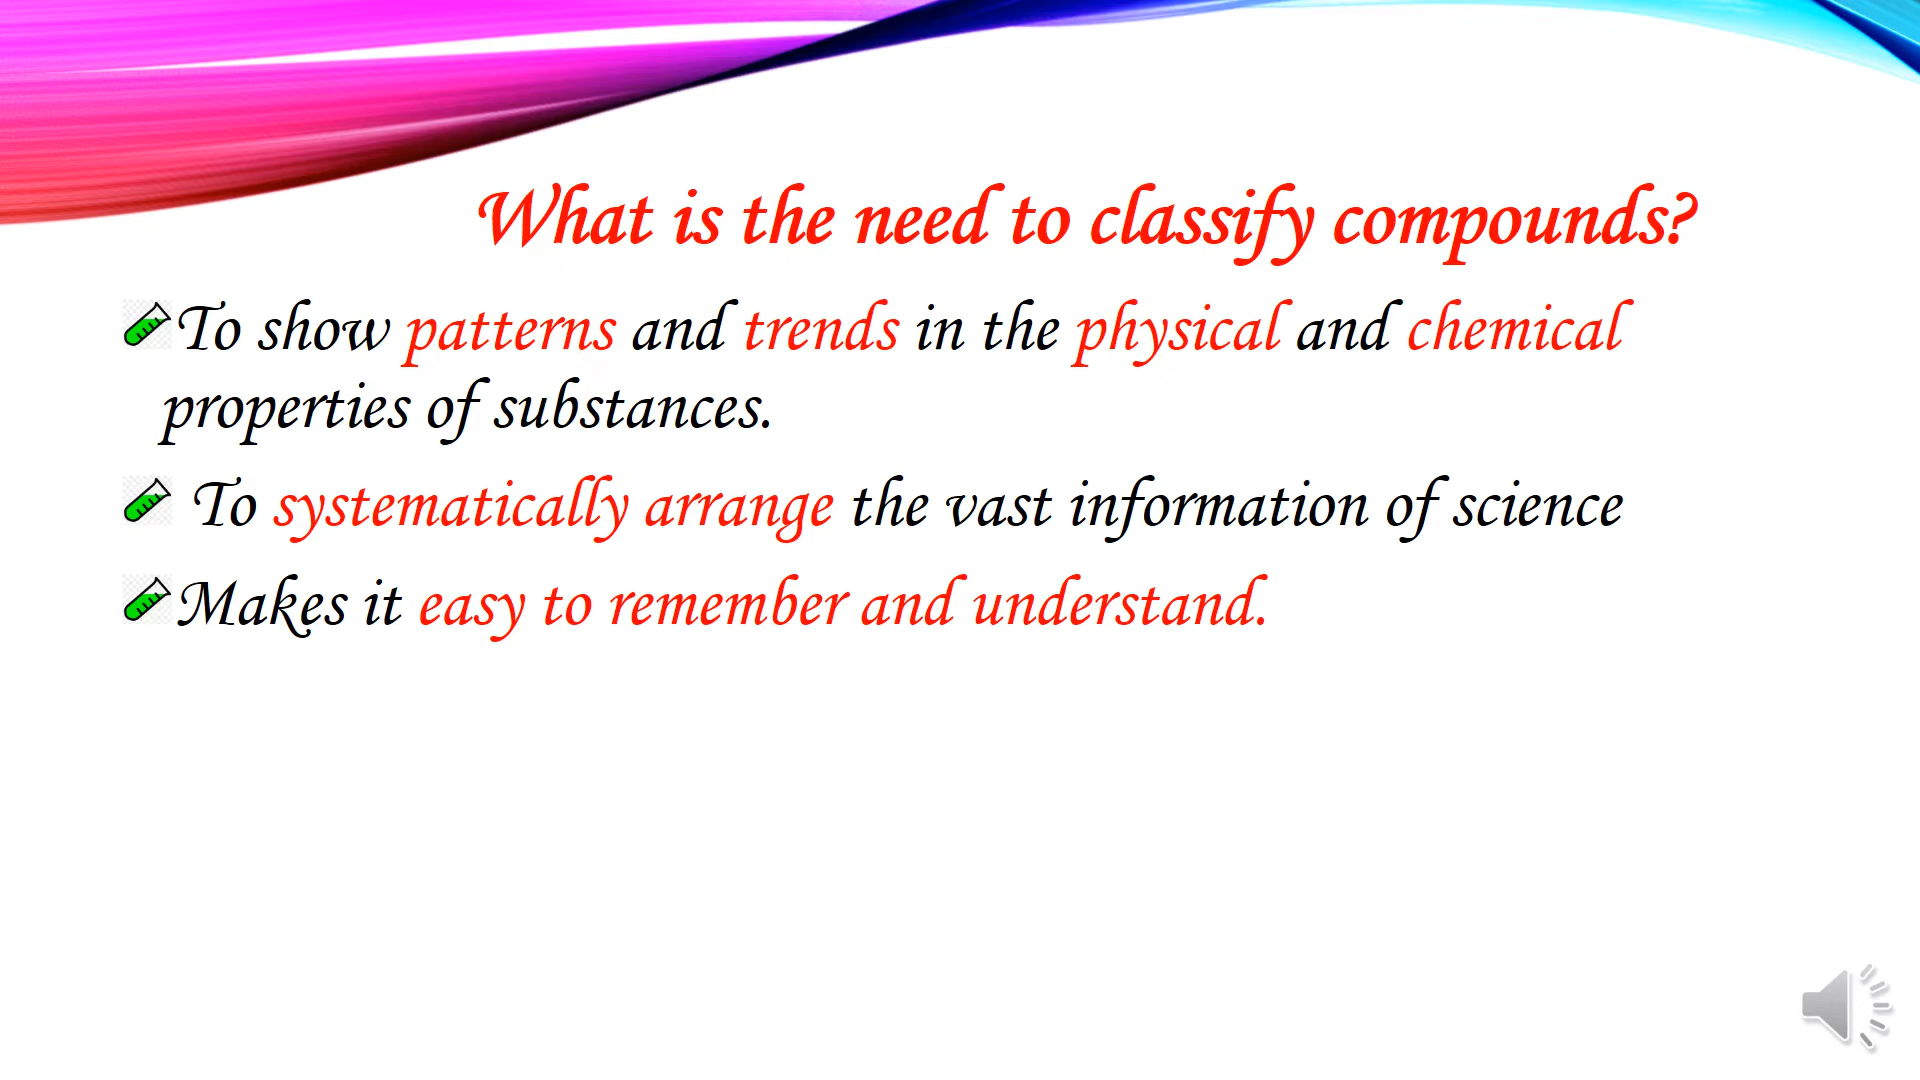 What is the need to classify compounds?
To show patterns and trends in the physical and chemical
properties of substances.
To systematically arrange the vast information of science
Makes it easy to remember and understand.